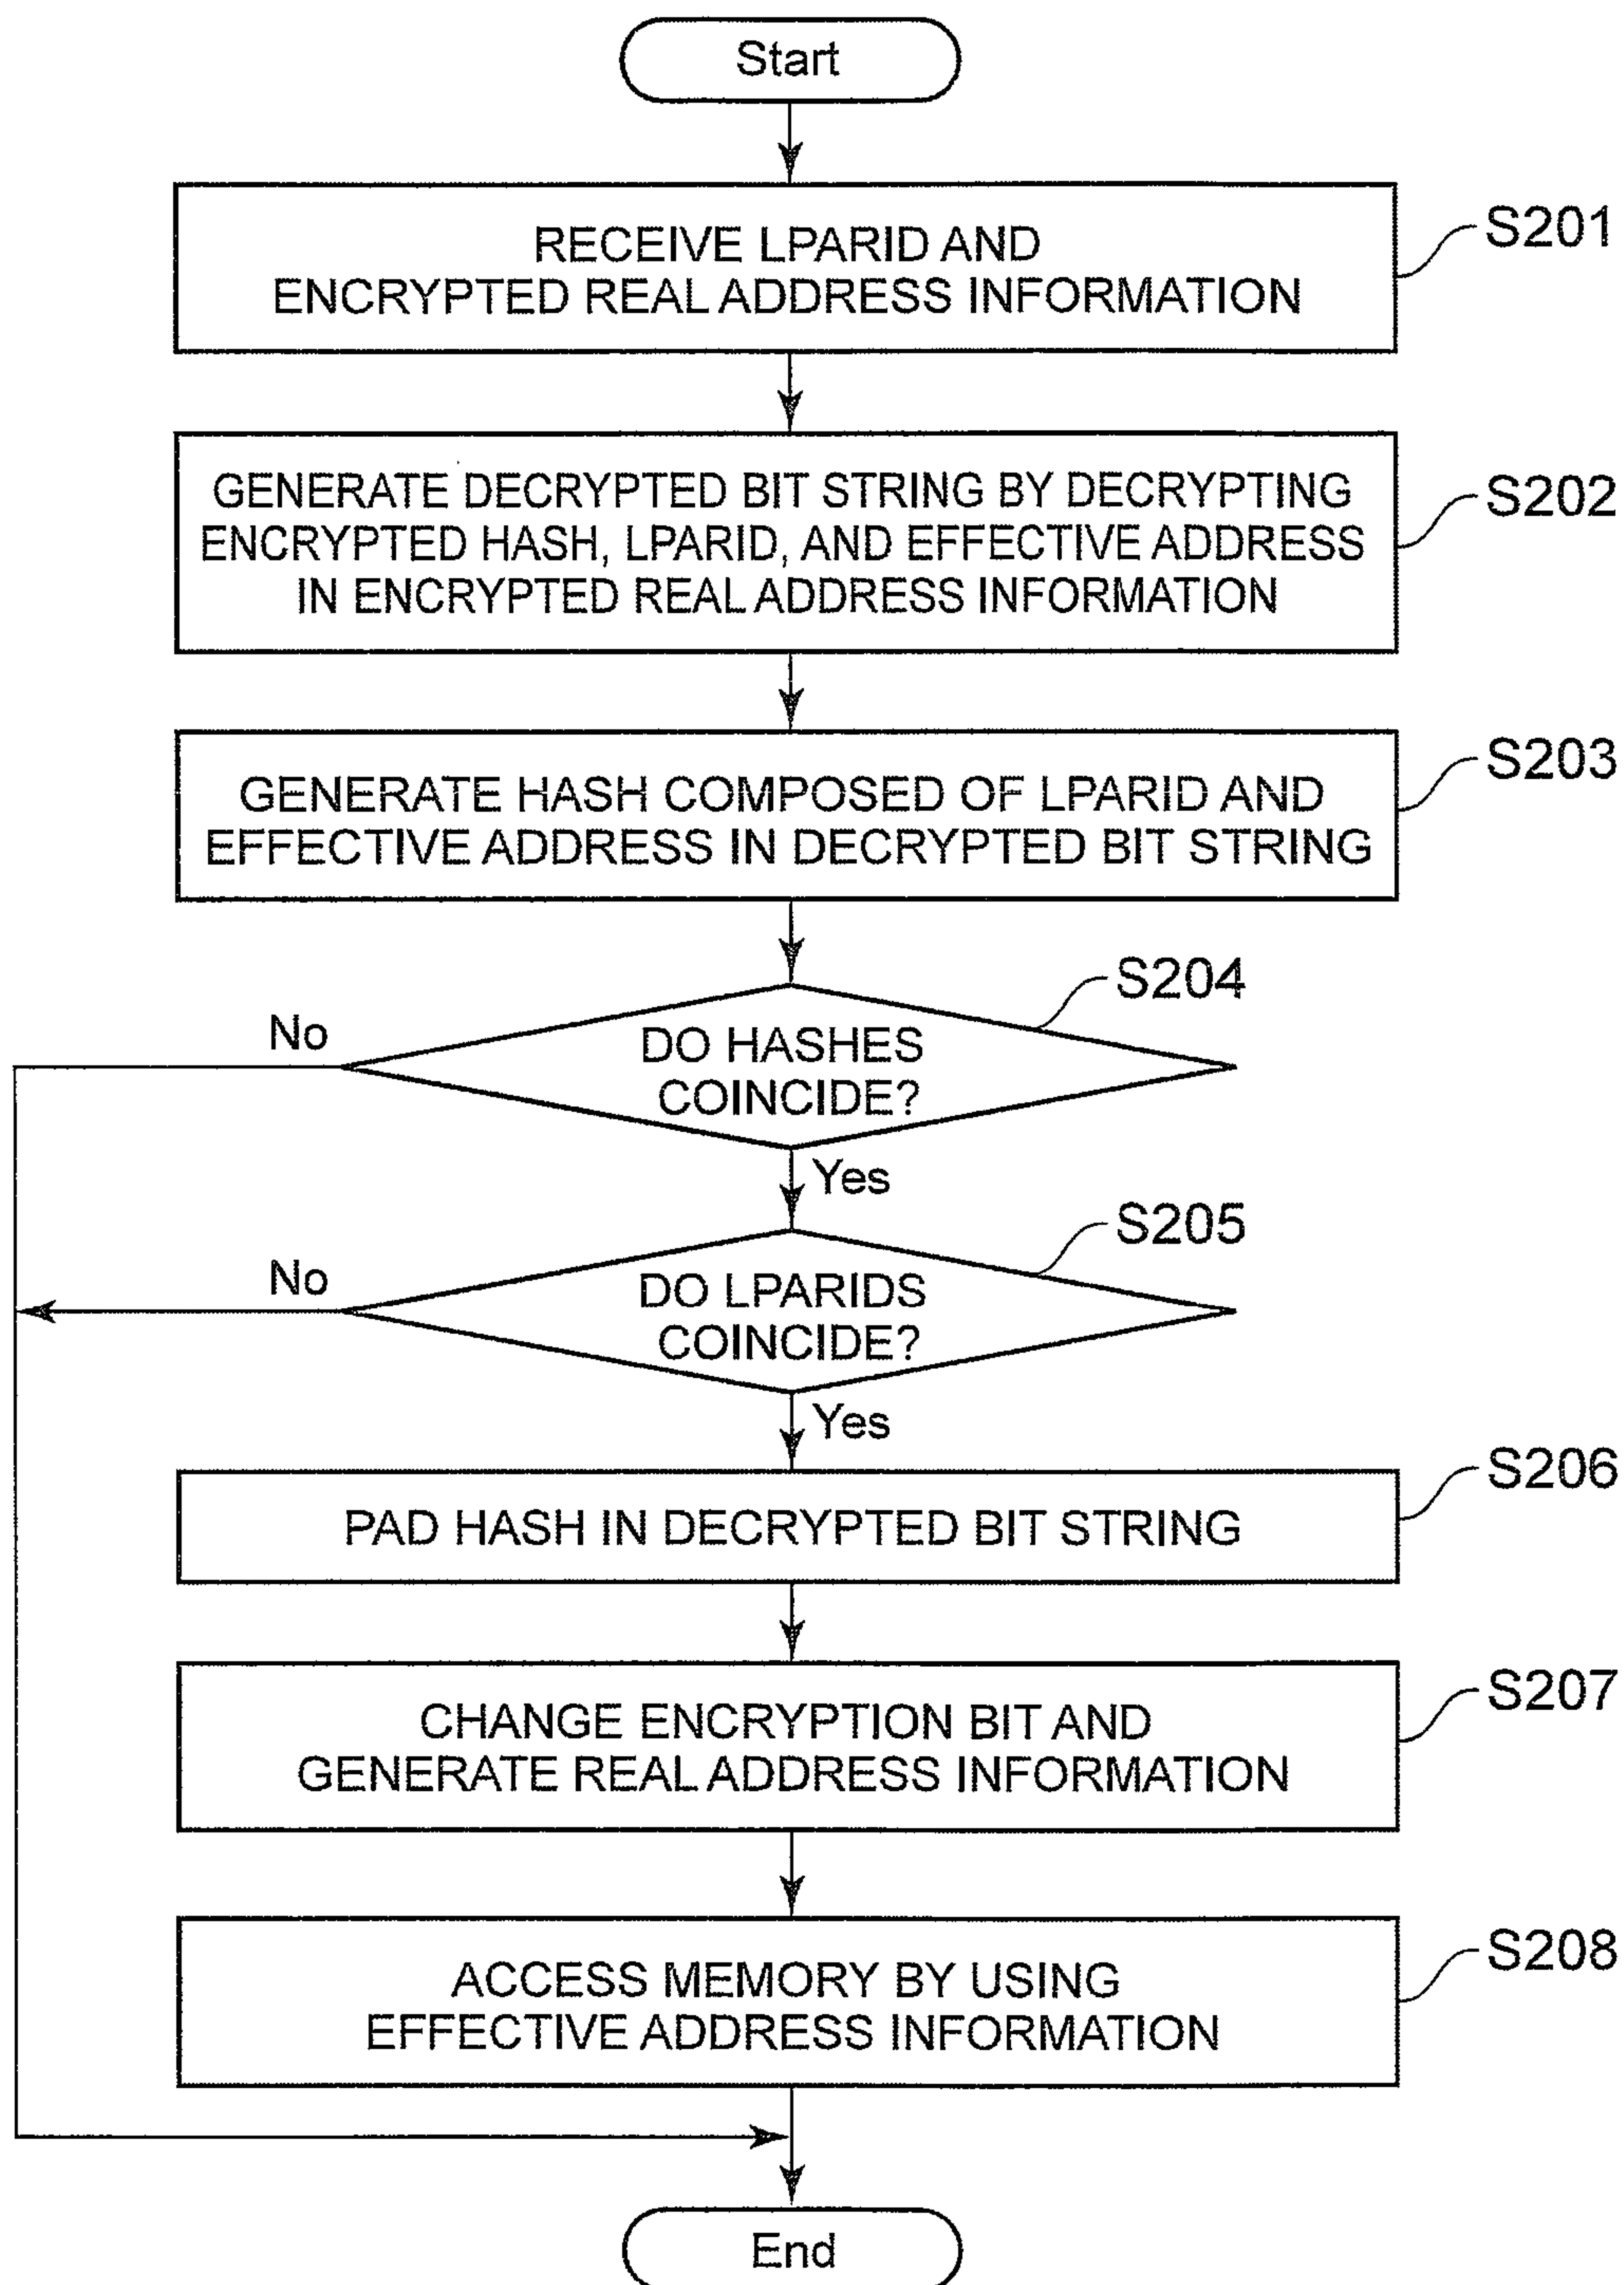 Start
RECEIVE LPARID AND
ENCRYPTED REAL ADDRESS INFORMATION
S201
GENERATE DECRYPTED BIT STRING BY DECRYPTING
ENCRYPTED HASH, LPARID, AND EFFECTIVE ADDRESS
IN ENCRYPTED REAL ADDRESS INFORMATION
S202
GENERATE HASH COMPOSED OF LPARID AND
EFFECTIVE ADDRESS IN DECRYPTED BIT STRING
S203
S204
No
DO HASHES
COINCIDE?
Yes
S205
No
DO LPARIDS
COINCIDE?
Yes
PAD HASH IN DECRYPTED BIT STRING
S206
CHANGE ENCRYPTION BIT AND
GENERATE REAL ADDRESS INFORMATION
S207
ACCESS MEMORY BY USING
EFFECTIVE ADDRESS INFORMATION
S208
End